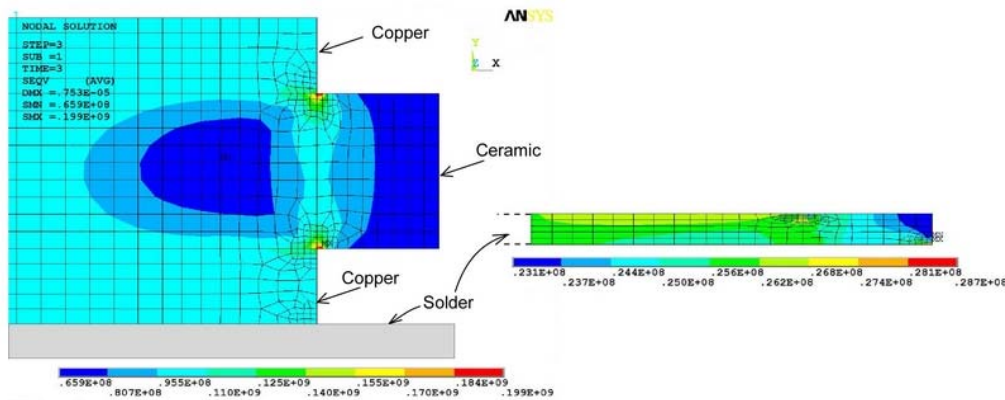 NODAL SOLUTION
STEP=3
SUB =1
TIME=3
SEQV (AVG)
DMX =.753E-05
SMN =.659E+08
SMX =.199E+09
Copper
ANSYS
Y
Z X
Ceramic
Copper
Solder
.231E+08 .244E+08 .256E+08 .268E+08 .281E+08
.237E+08 .250E+08 .262E+08 .274E+08 .287E+08
.659E+08 .955E+08 .125E+09 .155E+09 .184E+09
.807E+08 .110E+09 .140E+09 .170E+09 .199E+09